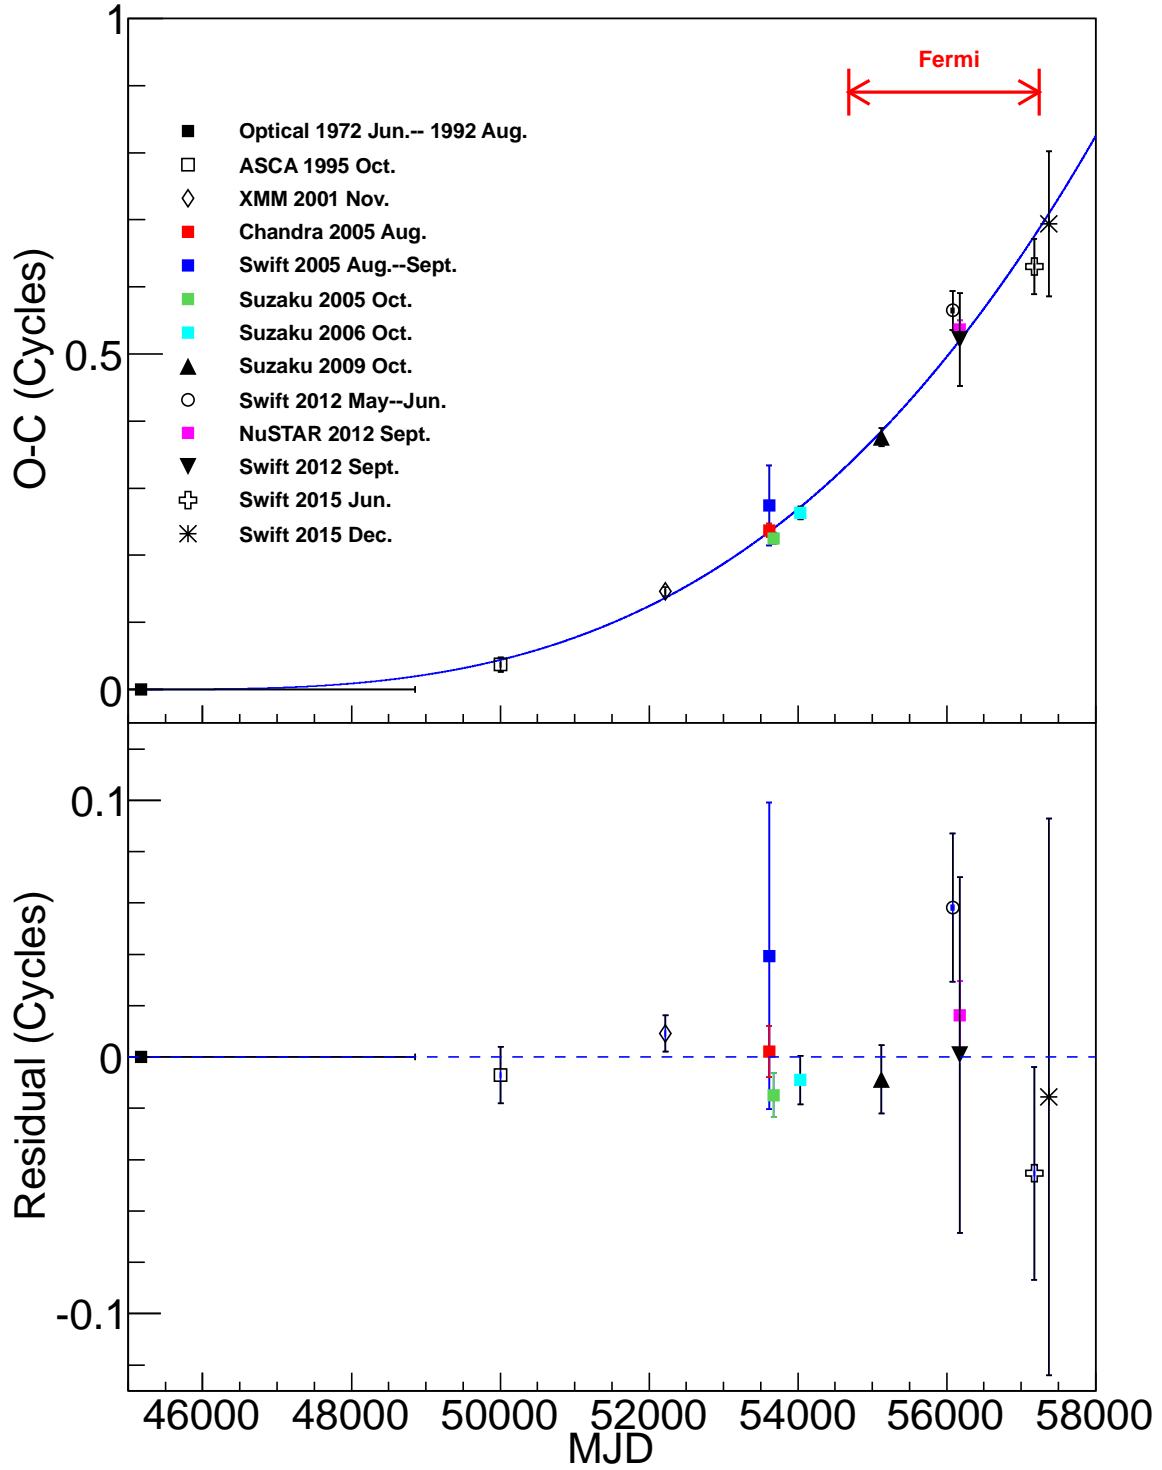 1
Fermi
Optical 1972 Jun.-- 1992 Aug.
ASCA 1995 Oct.
XMM 2001 Nov.
Chandra 2005 Aug.
Swift 2005 Aug.--Sept.
Suzaku 2005 Oct.
Suzaku 2006 Oct.
Suzaku 2009 Oct.
Swift 2012 May--Jun.
NuSTAR 2012 Sept.
Swift 2012 Sept.
Swift 2015 Jun.
Swift 2015 Dec.
O-C (Cycles)
0.5
0
0.1
Residual (Cycles)
0
-0.1
46000 48000 50000 52000 54000 56000 58000
MJD